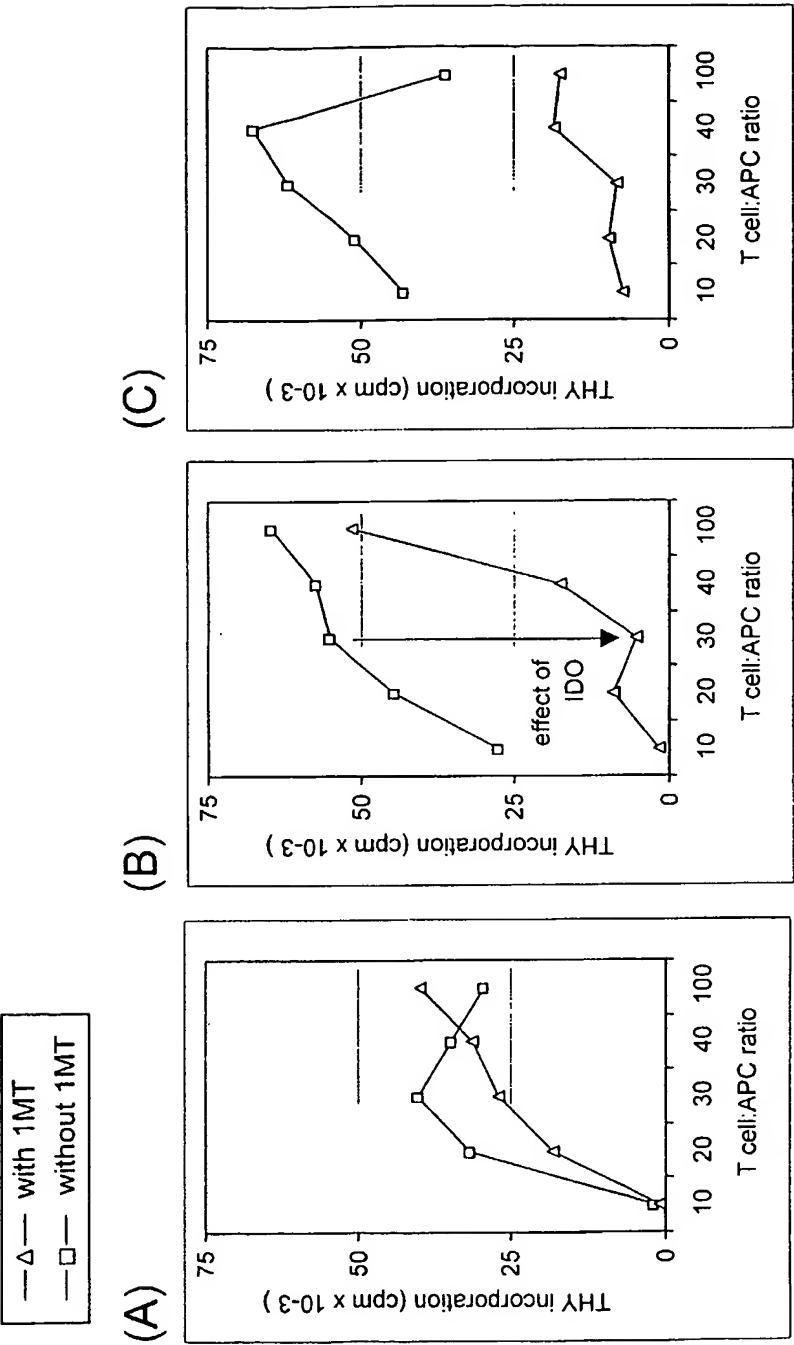 —△— with 1MT
—□— without 1MT
(A)
THY incorporation (cpm x 10-3 )
75
50
25
0
10 20 30 40 100
T cell:APC ratio
(B)
THY incorporation (cpm x 10-3 )
75
50
25
0
effect of
IDO
10 20 30 40 100
T cell:APC ratio
(C)
THY incorporation (cpm x 10-3 )
75
50
25
0
10 20 30 40 100
T cell:APC ratio